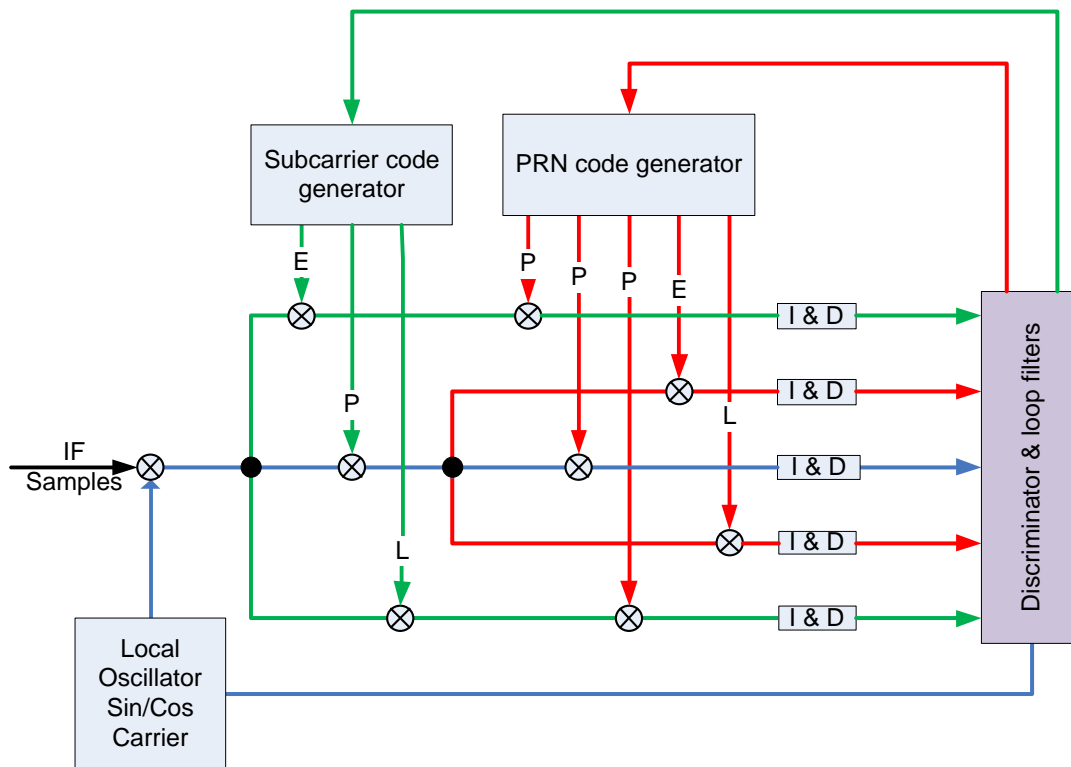 Subcarrier code
generator
PRN code generator
E
P
P
P
E
I & D
I & D
P
L
IF
Samples
I & D
L
I & D
I & D
Local
Oscillator
Sin/Cos
Carrier
Discriminator & loop filters